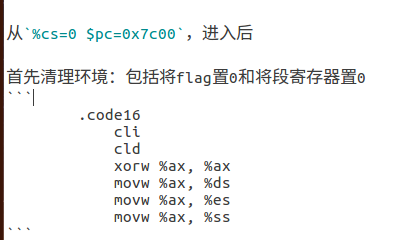 从`%cs=0 $pc=0x7c00`，进入后
首先清理环境：包括将flag置0和将段寄存器置0
```
.code16
cli
cld
xorw %ax, %ax
movw %ax, %ds
movw %ax, %es
movw %ax, %ss
```